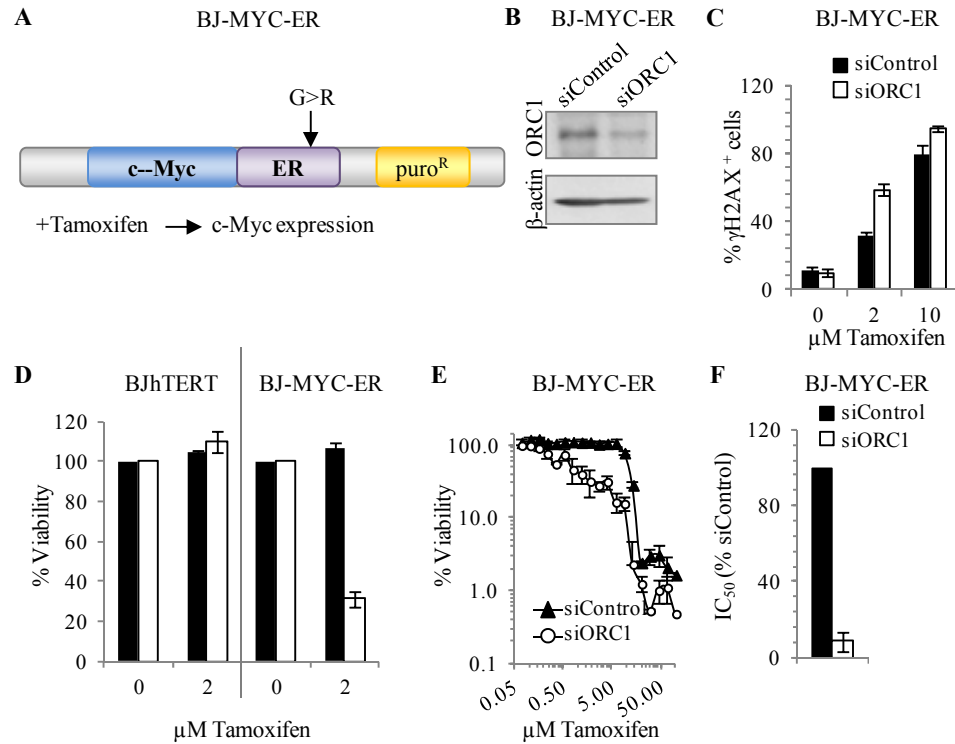 A
BJ-MYC-ER
G>R
c--Myc
ER
puroR
+Tamoxifen → c-Myc expression
B
BJ-MYC-ER
siControl
siORC1
ORC1
β-actin
C
BJ-MYC-ER
siControl
siORC1
% γH2AX+ cells
120
80
40
0
0 2 10
µM Tamoxifen
D
BJhTERT
BJ-MYC-ER
% Viability
120
100
80
60
40
20
0
0 2 0 2
µM Tamoxifen
E
BJ-MYC-ER
% Viability
100.0
10.0
1.0
0.1
siControl
siORC1
0.05 0.50 5.00 50.00
µM Tamoxifen
F
BJ-MYC-ER
siControl
siORC1
IC50 (% siControl)
120
80
40
0